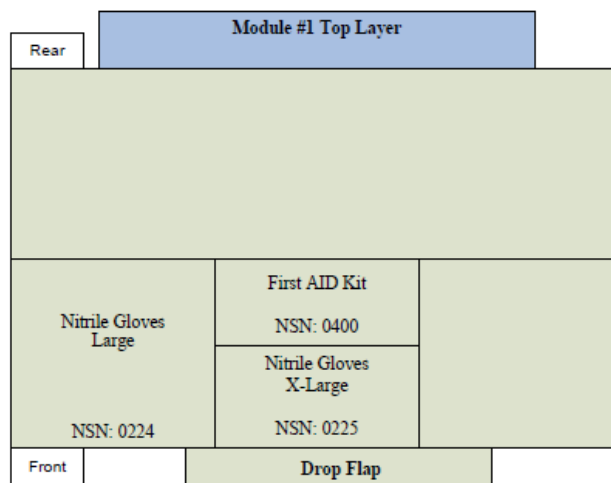 Module #1 Top Layer
Rear
First AID Kit
NSN: 0400
Nitrile Gloves
Large
NSN: 0224
Nitrile Gloves
X-Large
NSN: 0225
Front
Drop Flap